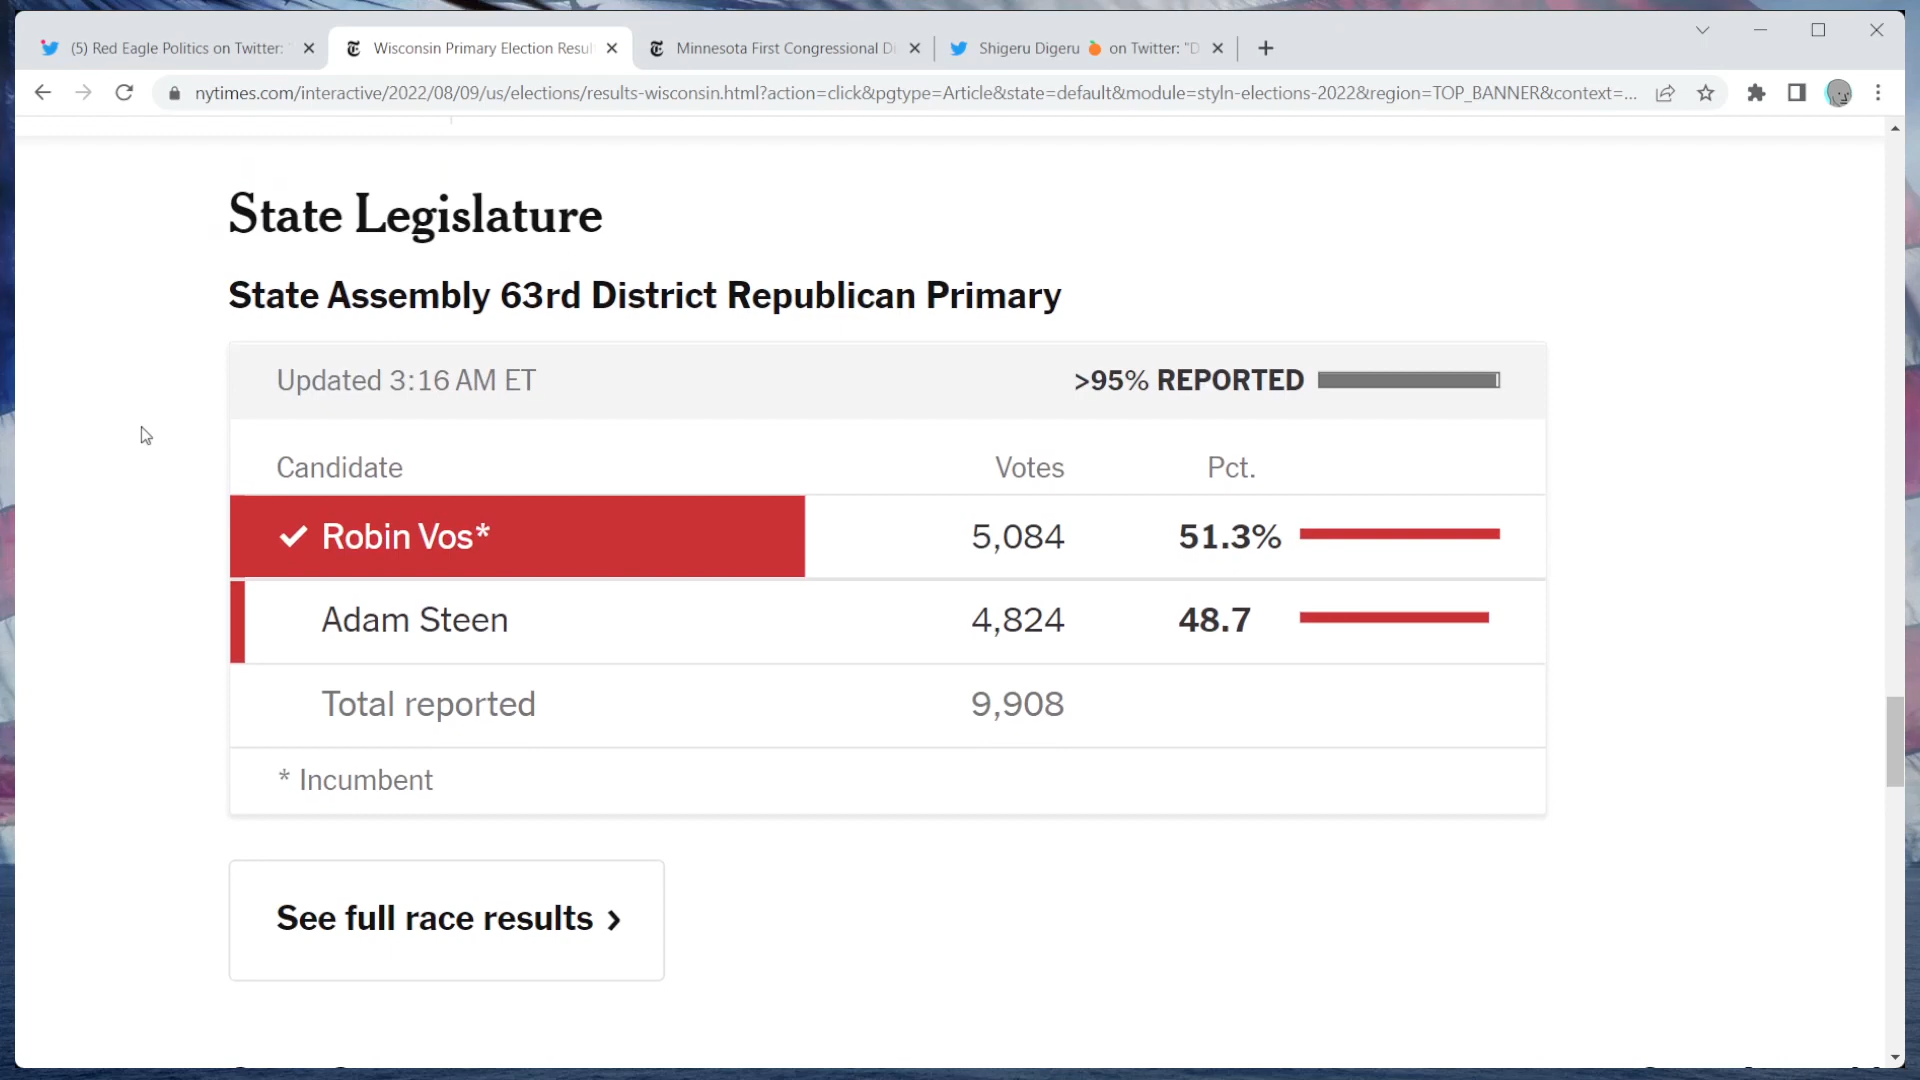 (5) Red Eagle Politics on Twitter:
Wisconsin Primary Election Resul
Minnesota First Congressional Di
Shigeru Digeru 🍊 on Twitter: "D
nytimes.com/interactive/2022/08/09/us/elections/results-wisconsin.html?action=click&pgtype=Article&state=default&module=styln-elections-2022&region=TOP_BANNER&context=...
State Legislature
State Assembly 63rd District Republican Primary
Updated 3:16 AM ET >95% REPORTED
Candidate Votes Pct.
✓ Robin Vos* 5,084 51.3%
Adam Steen 4,824 48.7
Total reported 9,908
* Incumbent
See full race results ›